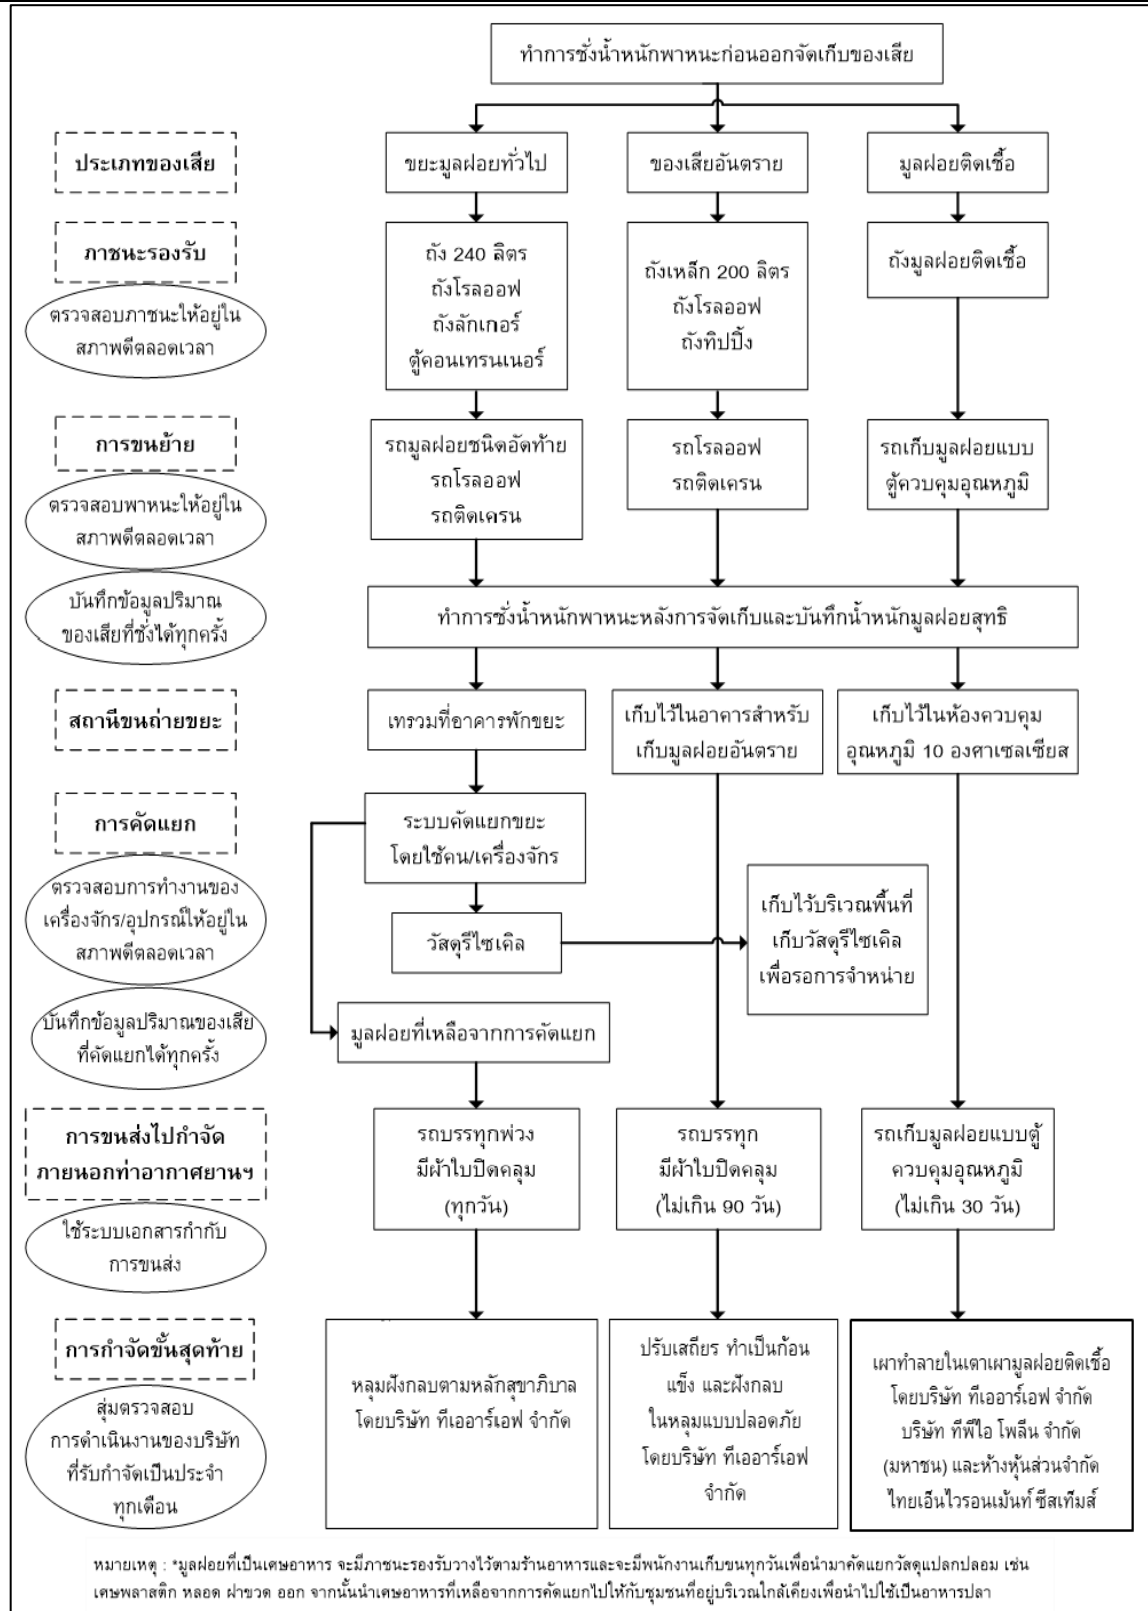 ทำการชั่งน้ำหนักพาหนะก่อนออกจัดเก็บของเสีย
ประเภทของเสีย
ขยะมูลฝอยทั่วไป
ของเสียอันตราย
มูลฝอยติดเชื้อ
ภาชนะรองรับ
ตรวจสอบภาชนะให้อยู่ใน
สภาพดีตลอดเวลา
ถัง 240 ลิตร
ถังโรลออฟ
ถังลักเกอร์
ตู้คอนเทรนเนอร์
ถังเหล็ก 200 ลิตร
ถังโรลออฟ
ถังทิปปิ้ง
ถังมูลฝอยติดเชื้อ
การขนย้าย
ตรวจสอบพาหนะให้อยู่ใน
สภาพดีตลอดเวลา
รถมูลฝอยชนิดอัดท้าย
รถโรลออฟ
รถติดเครน
รถโรลออฟ
รถติดเครน
รถเก็บมูลฝอยแบบ
ตู้ควบคุมอุณหภูมิ
บันทึกข้อมูลปริมาณ
ของเสียที่ชั่งได้ทุกครั้ง
ทำการชั่งน้ำหนักพาหนะหลังการจัดเก็บและบันทึกน้ำหนักมูลฝอยสุทธิ
สถานีขนถ่ายขยะ
เทรวมที่อาคารพักขยะ
เก็บไว้ในอาคารสำหรับ
เก็บมูลฝอยอันตราย
เก็บไว้ในห้องควบคุม
อุณหภูมิ 10 องศาเซลเซียส
การคัดแยก
ตรวจสอบการทำงานของ
เครื่องจักร/อุปกรณ์ให้อยู่ใน
สภาพดีตลอดเวลา
ระบบคัดแยกขยะ
โดยใช้คน/เครื่องจักร
วัสดุรีไซเคิล
เก็บไว้บริเวณพื้นที่
เก็บวัสดุรีไซเคิล
เพื่อรอการจำหน่าย
บันทึกข้อมูลปริมาณของเสีย
ที่คัดแยกได้ทุกครั้ง
มูลฝอยที่เหลือจากการคัดแยก
การขนส่งไปกำจัด
ภายนอกท่าอากาศยานฯ
ใช้ระบบเอกสารกำกับ
การขนส่ง
รถบรรทุกพ่วง
มีผ้าใบปิดคลุม
(ทุกวัน)
รถบรรทุก
มีผ้าใบปิดคลุม
(ไม่เกิน 90 วัน)
รถเก็บมูลฝอยแบบตู้
ควบคุมอุณหภูมิ
(ไม่เกิน 30 วัน)
การกำจัดขั้นสุดท้าย
สุ่มตรวจสอบ
การดำเนินงานของบริษัท
ที่รับกำจัดเป็นประจำ
ทุกเดือน
หลุมฝังกลบตามหลักสุขาภิบาล
โดยบริษัท ทีเออาร์เอฟ จำกัด
ปรับเสถียร ทำเป็นก้อน
แข็ง และฝังกลบ
ในหลุมแบบปลอดภัย
โดยบริษัท ทีเออาร์เอฟ
จำกัด
เผาทำลายในเตาเผามูลฝอยติดเชื้อ
โดยบริษัท ทีเออาร์เอฟ จำกัด
บริษัท ทีพีไอ โพลีน จำกัด
(มหาชน) และห้างหุ้นส่วนจำกัด
ไทยเอ็นไวรอนเม้นท์ ซีสเท็มส์
หมายเหตุ : *มูลฝอยที่เป็นเศษอาหาร จะมีภาชนะรองรับวางไว้ตามร้านอาหารและจะมีพนักงานเก็บขนทุกวันเพื่อนำมาคัดแยกวัสดุแปลกปลอม เช่น
เศษพลาสติก หลอด ฝาขวด ออก จากนั้นนำเศษอาหารที่เหลือจากการคัดแยกไปให้กับชุมชนที่อยู่บริเวณใกล้เคียงเพื่อนำไปใช้เป็นอาหารปลา